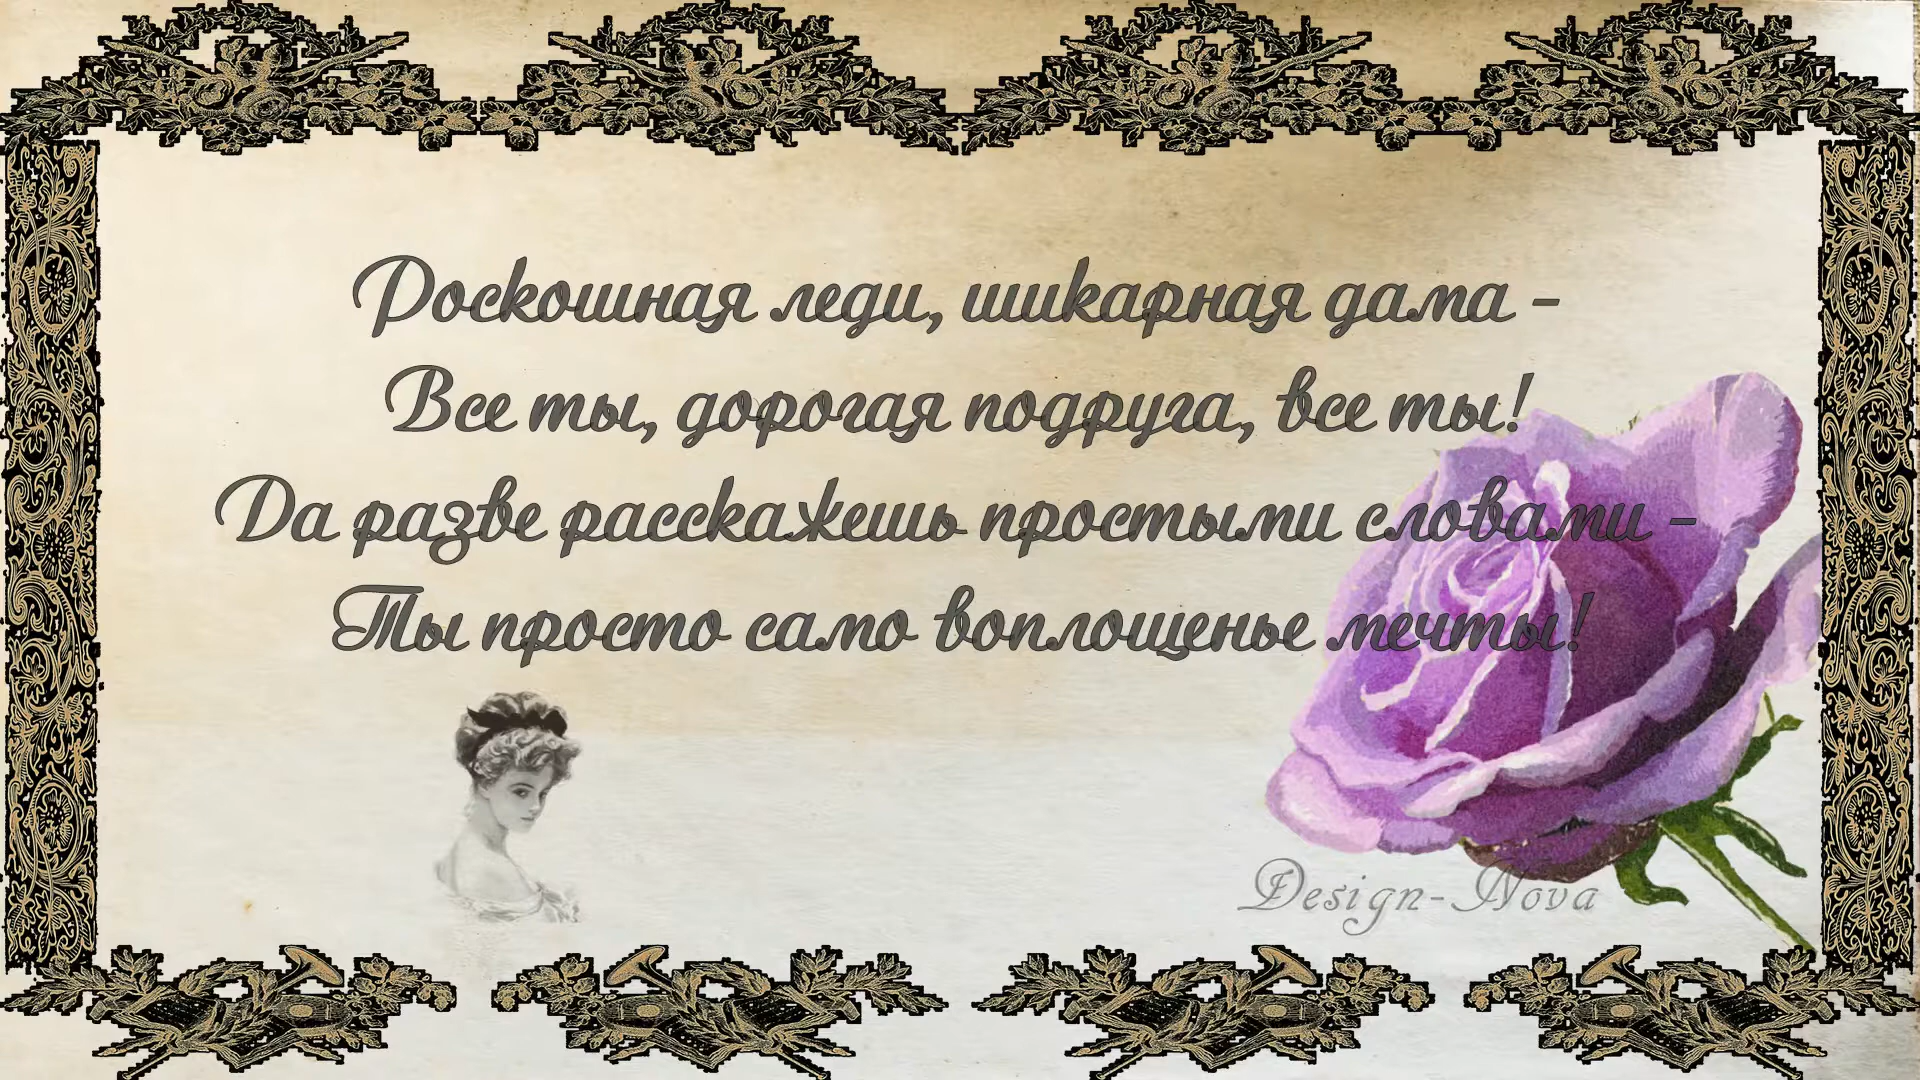 Роскошная леди, шикарная дама -
Все ты, дорогая подруга, все ты!
Да разве расскажешь простыми словами -
Ты просто само воплощенье мечты!
Design-Nova